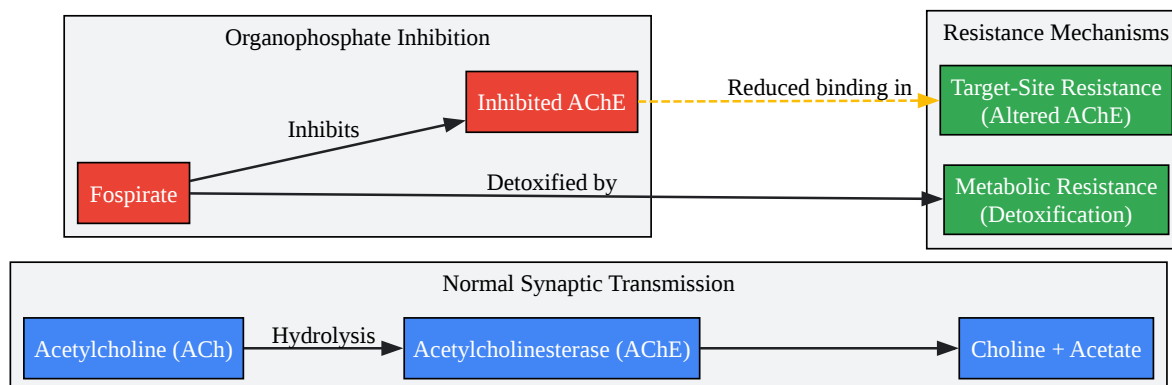 Organophosphate Inhibition
Resistance Mechanisms
Inhibited AChE
Reduced binding in
Target-Site Resistance
(Altered AChE)
Inhibits
Fospirate
Detoxified by
Metabolic Resistance
(Detoxification)
Normal Synaptic Transmission
Acetylcholine (ACh)
Hydrolysis
Acetylcholinesterase (AChE)
Choline + Acetate